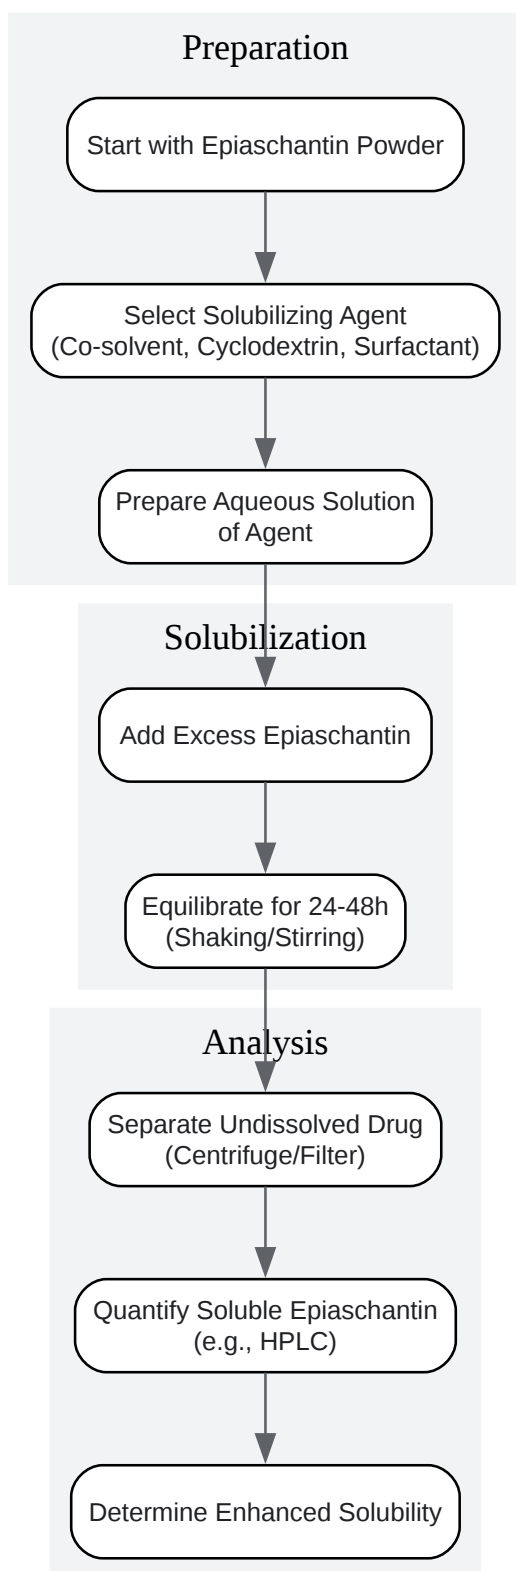 Preparation
Start with Epiaschantin Powder
Select Solubilizing Agent
(Co-solvent, Cyclodextrin, Surfactant)
Prepare Aqueous Solution
of Agent
Solubilization
Add Excess Epiaschantin
Equilibrate for 24-48h
(Shaking/Stirring)
Analysis
Separate Undissolved Drug
(Centrifuge/Filter)
Quantify Soluble Epiaschantin
(e.g., HPLC)
Determine Enhanced Solubility